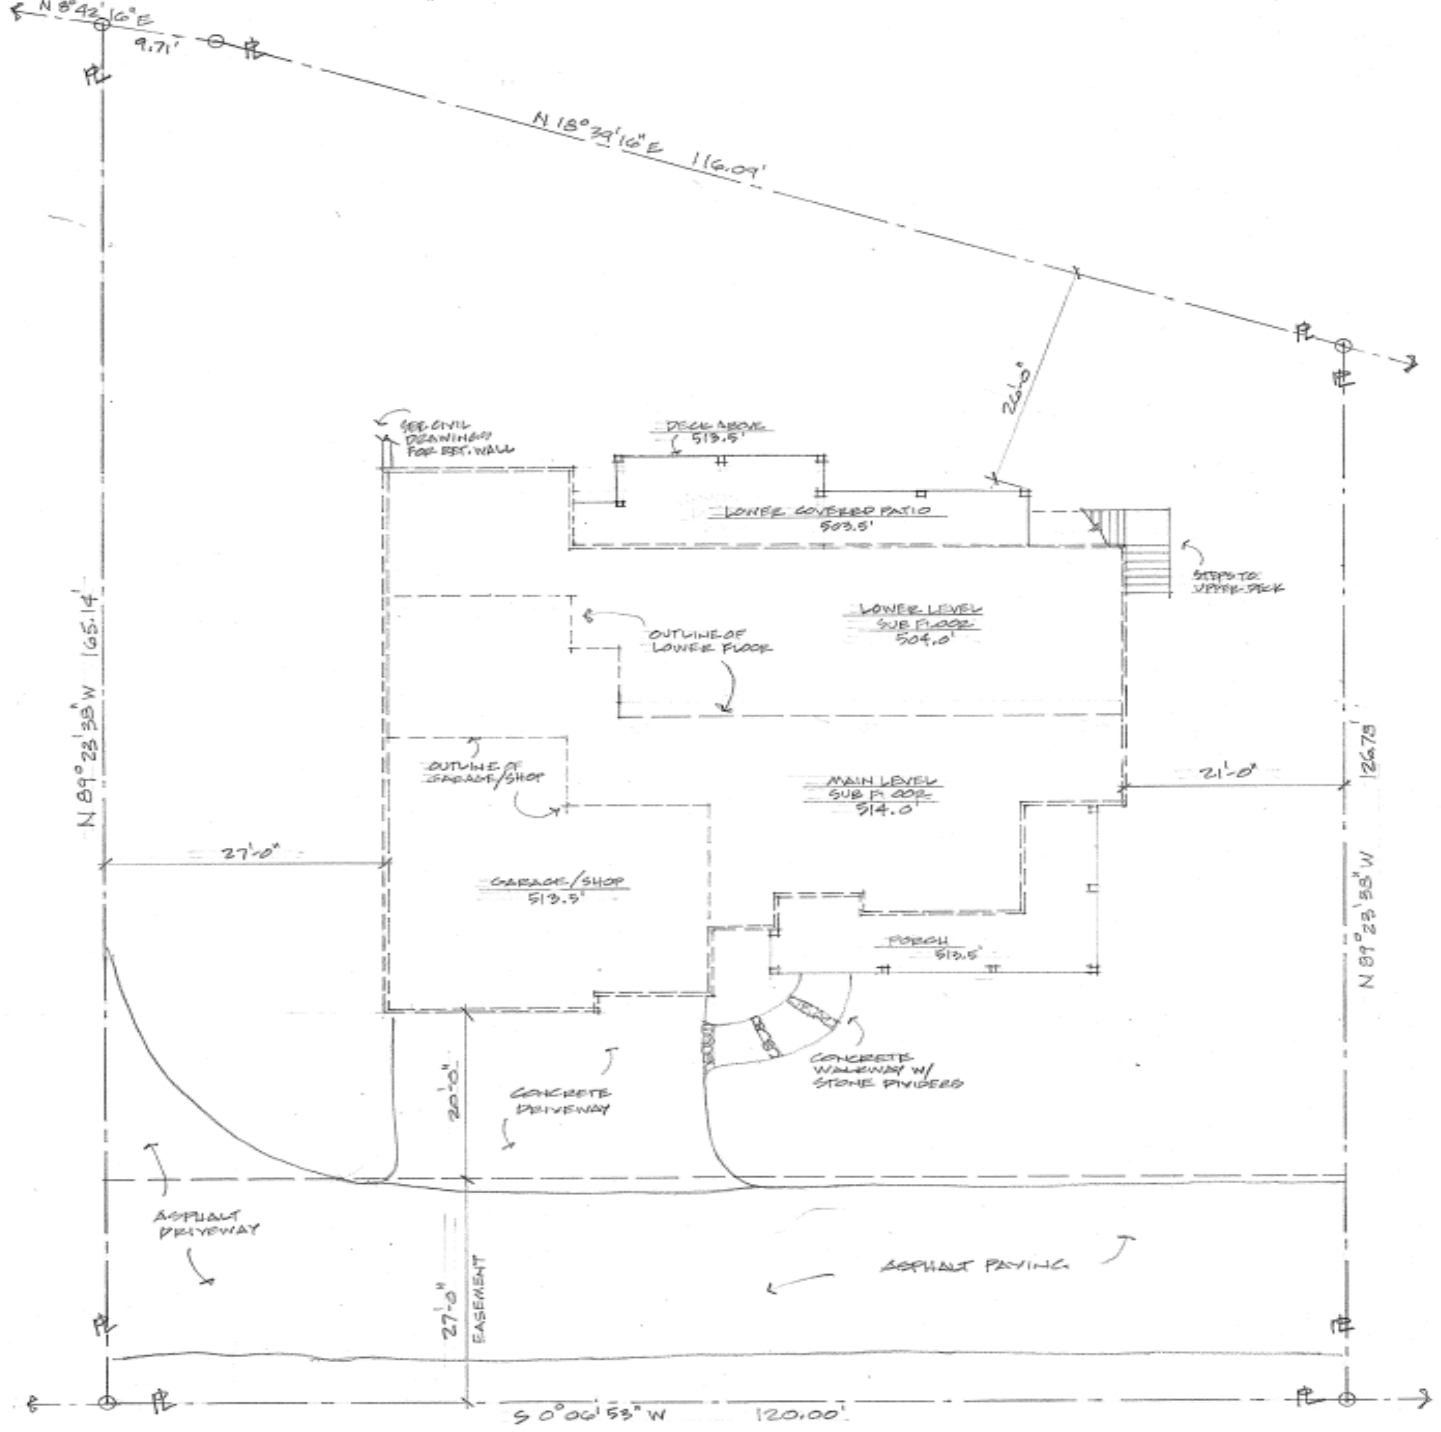 N 8°42'16"E
9.71'
PL
PL
N 18°39'16"E 116.09'
PL
PL
26'-0"
SEE CIVIL
DRAWINGS
FOR RET. WALL
DECK ABOVE
513.5'
LOWER COVERED PATIO
503.5'
STEPS TO
UPPER DECK
LOWER LEVEL
SUB FLOOR
504.0'
OUTLINE OF
LOWER FLOOR
N 89°23'33"W 165.14'
OUTLINE OF
GARAGE/SHOP
MAIN LEVEL
SUB FLOOR
514.0'
21'-0"
N 89°23'33"W 126.73'
27'-0"
GARAGE/SHOP
513.5'
PORCH
513.5'
CONCRETE
WALKWAY W/
STONE DIVIDERS
20'-0"
CONCRETE
DRIVEWAY
ASPHALT
DRIVEWAY
ASPHALT PAVING
27'-0"
EASEMENT
PL
PL
PL
PL
S 0°06'53"W 120.00'